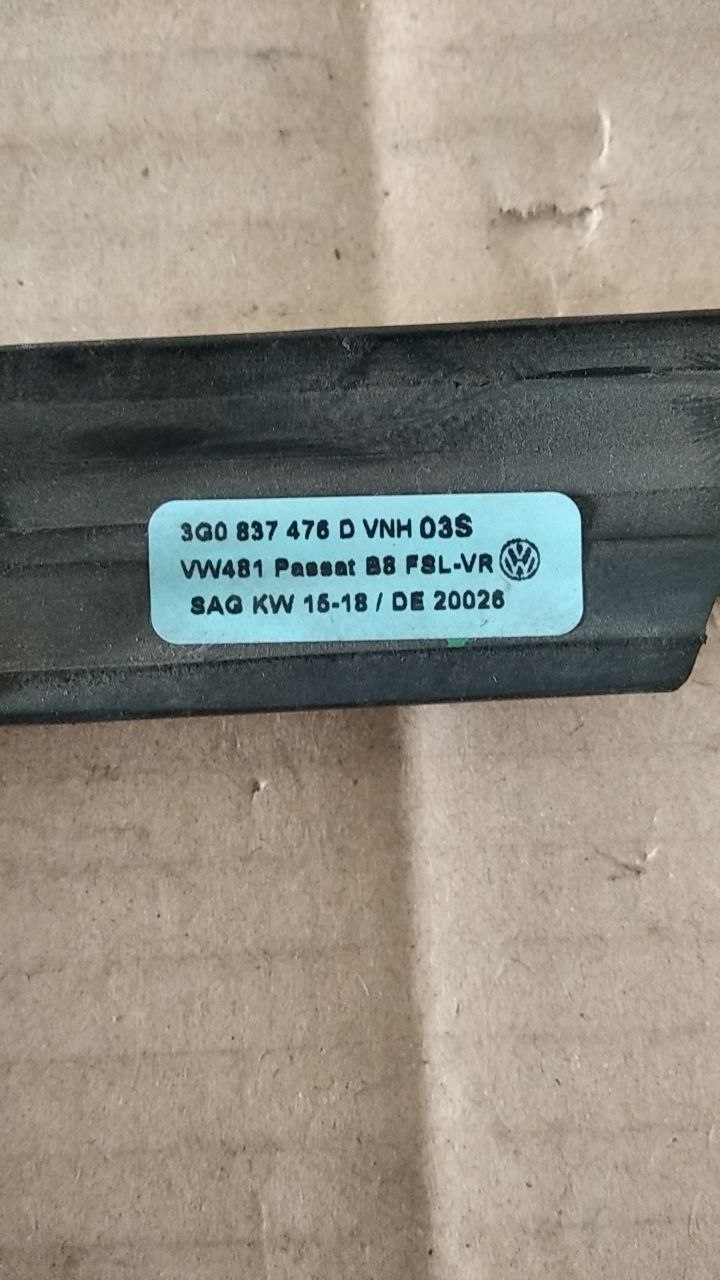 3G0 837 476 D VNH 03S
VW481 Passat B8 FSL-VR
SAG KW 15-18 / DE 20026